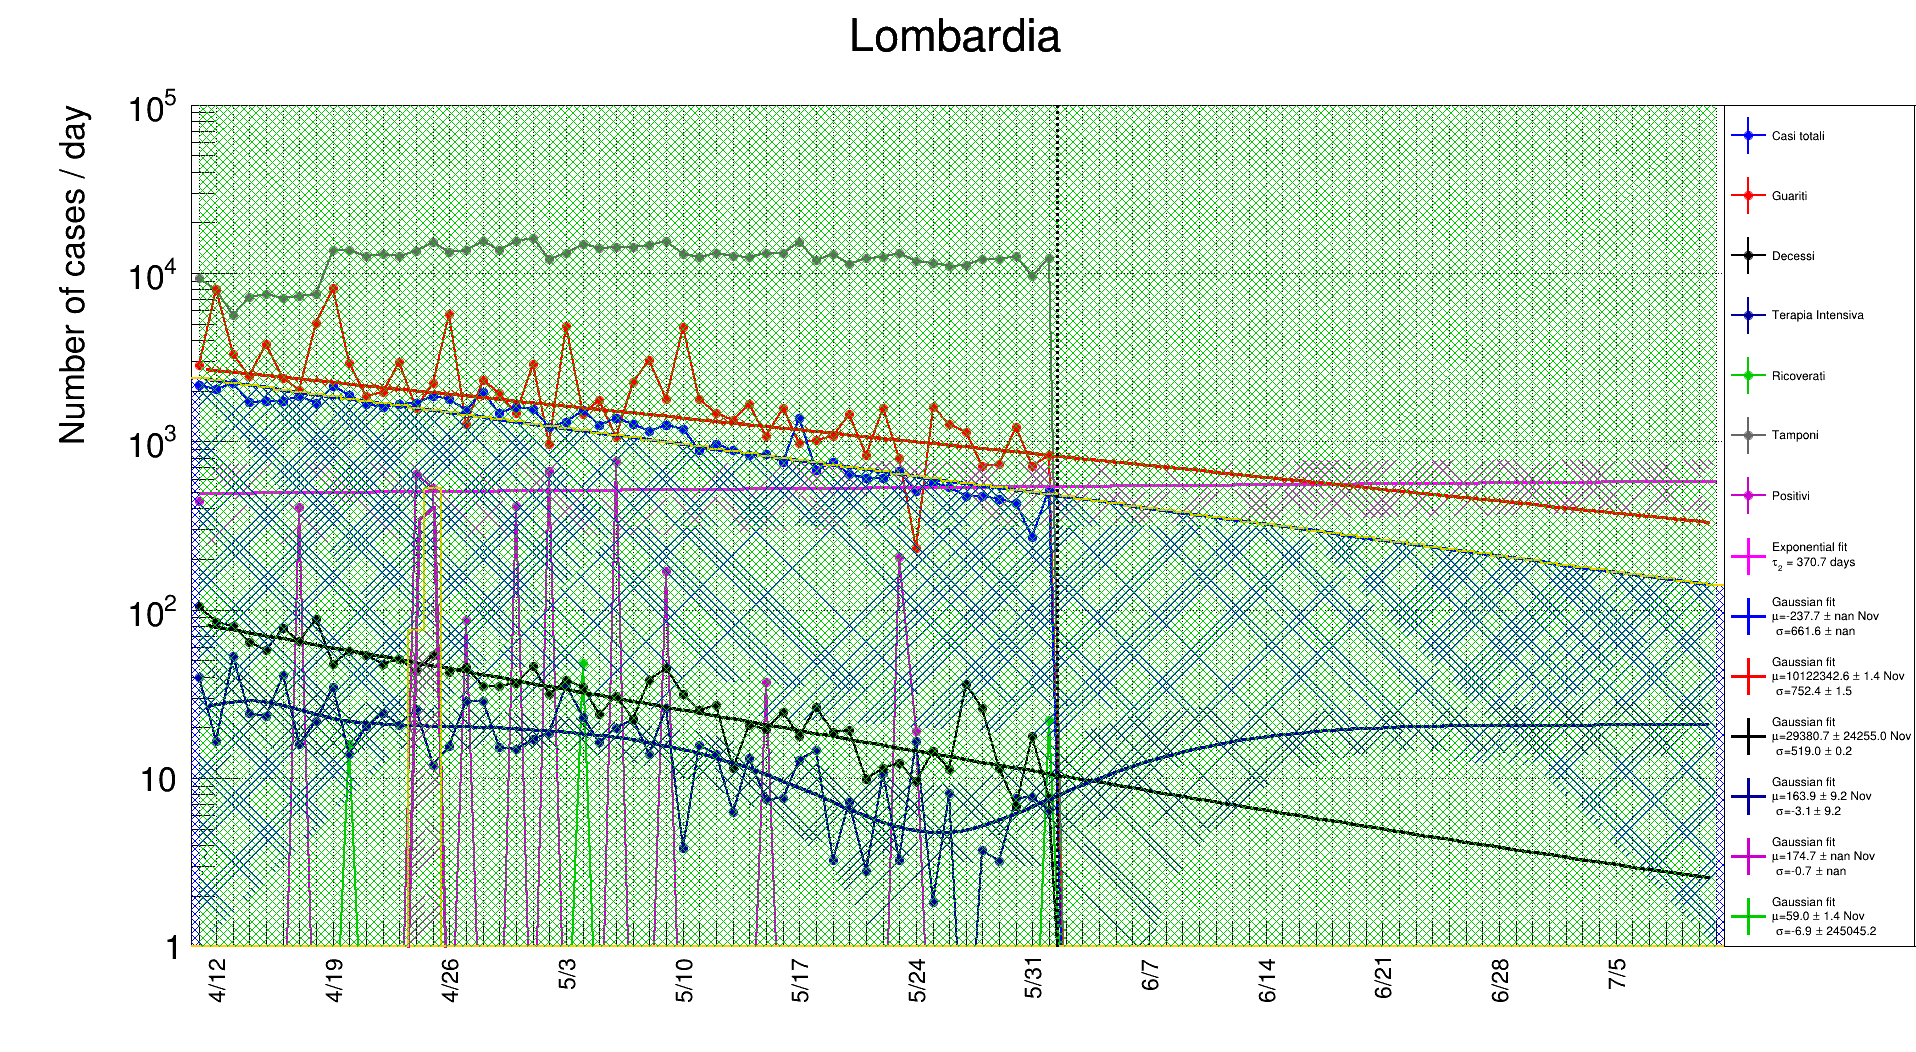 Lombardia
Number of cases / day
10^5
10^4
10^3
10^2
10
1
4/12
4/19
4/26
5/3
5/10
5/17
5/24
5/31
6/7
6/14
6/21
6/28
7/5
Casi totali
Guariti
Decessi
Terapia Intensiva
Ricoverati
Tamponi
Positivi
Exponential fit
τ₂ = 370.7 days
Gaussian fit
μ=-237.7 ± nan Nov
σ=661.6 ± nan
Gaussian fit
μ=10122342.6 ± 1.4 Nov
σ=752.4 ± 1.5
Gaussian fit
μ=29380.7 ± 24255.0 Nov
σ=519.0 ± 0.2
Gaussian fit
μ=163.9 ± 9.2 Nov
σ=-3.1 ± 9.2
Gaussian fit
μ=174.7 ± nan Nov
σ=-0.7 ± nan
Gaussian fit
μ=59.0 ± 1.4 Nov
σ=-6.9 ± 245045.2